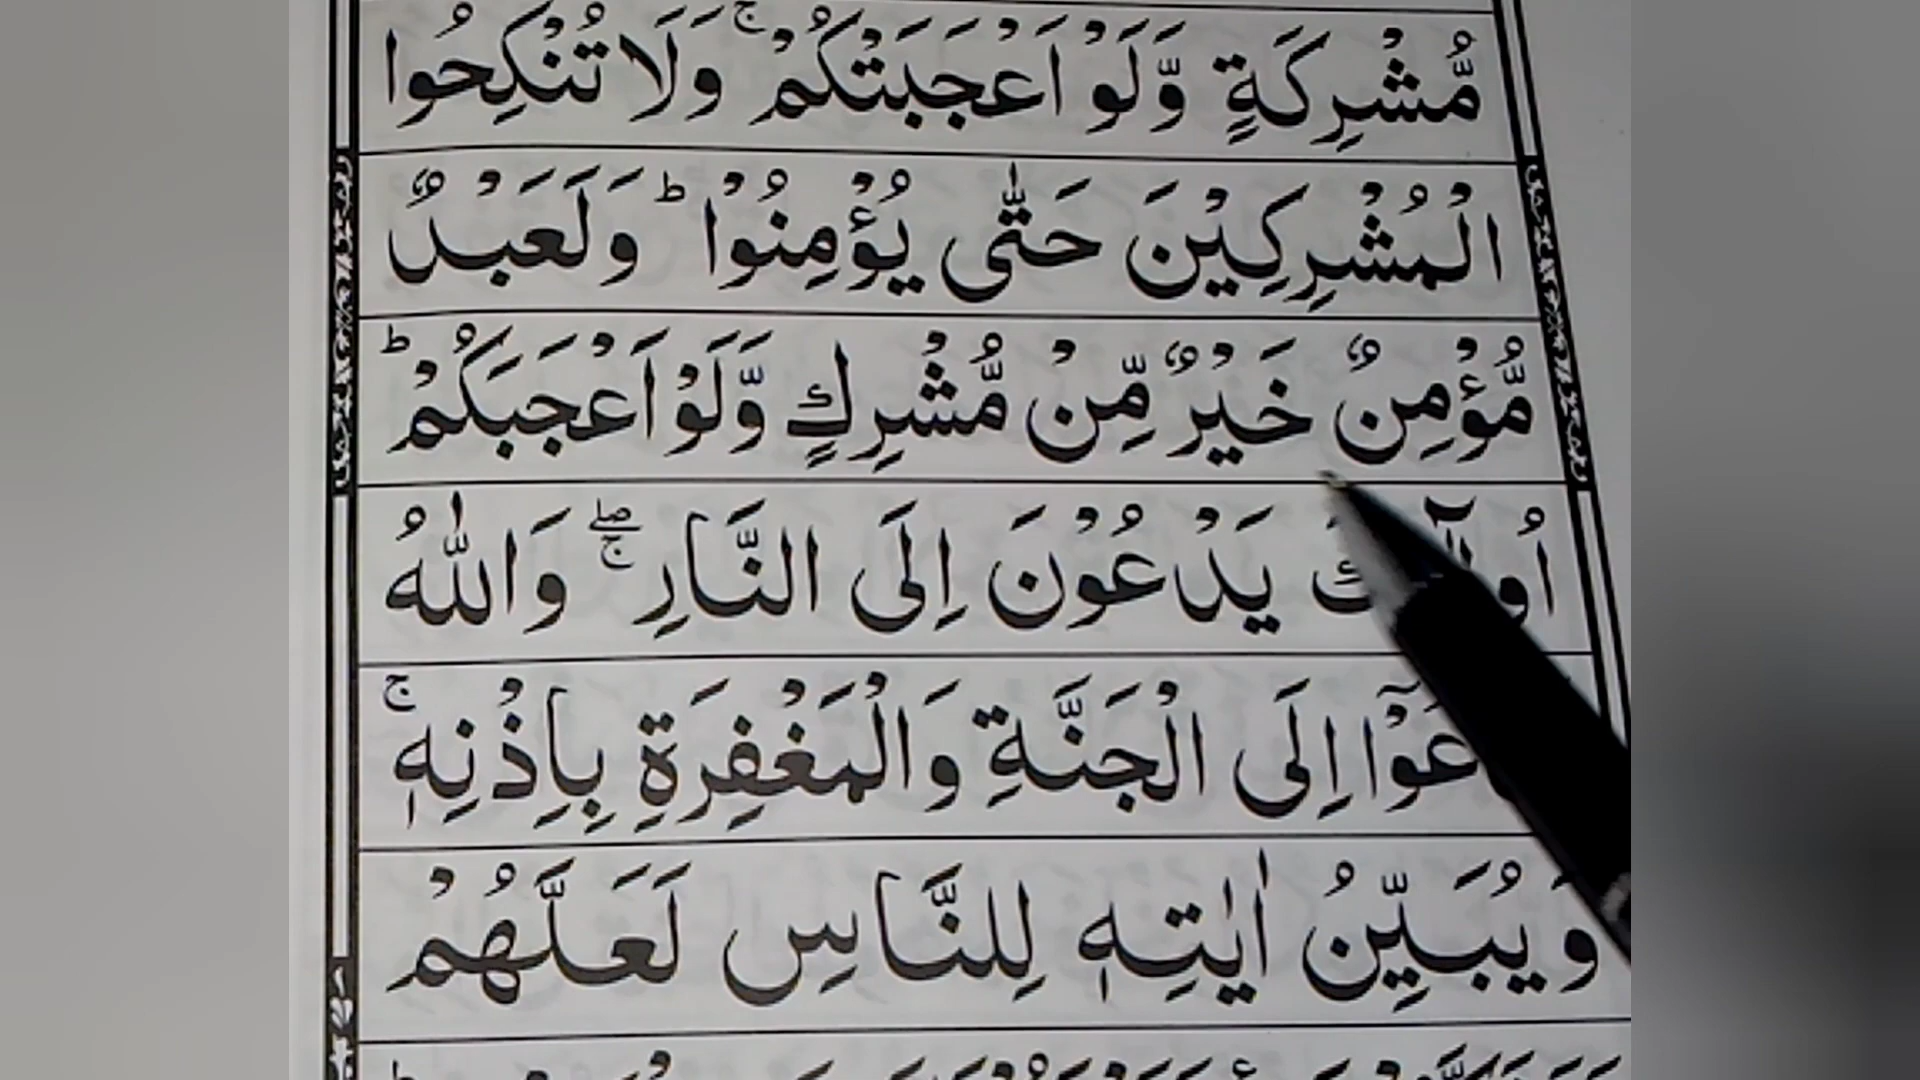 مُّشْرِكَةٍ وَّلَوْ اَعْجَبَتْكُمْ ۚ وَلَا تُنْكِحُوا
الْمُشْرِكِيْنَ حَتّٰى يُؤْمِنُوْا ؕ وَلَعَبْدٌ
مُّؤْمِنٌ خَيْرٌ مِّنْ مُّشْرِكٍ وَّلَوْ اَعْجَبَكُمْ ؕ
يَدْعُوْنَ اِلَى النَّارِ ۖۚ وَاللّٰهُ
اِلَى الْجَنَّةِ وَالْمَغْفِرَةِ بِاِذْنِهٖ ۚ
وَيُبَيِّنُ اٰيٰتِهٖ لِلنَّاسِ لَعَلَّهُمْ